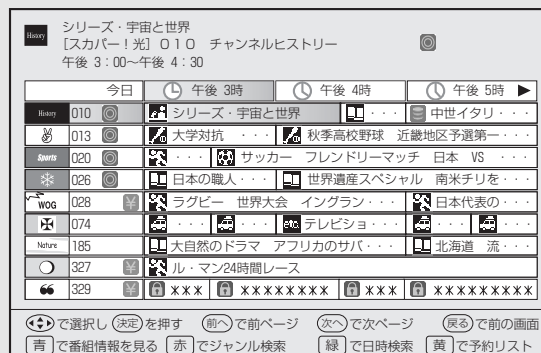 History シリーズ・宇宙と世界
［スカパー！光］０１０ チャンネルヒストリー
午後 3：00〜午後 4：30
今日 午後 3時 午後 4時 午後 5時 ▶
History 010 シリーズ・宇宙と世界 ・・・ 中世イタリ・・・
013 大学対抗 ・・・ 秋季高校野球 近畿地区予選第一・・・
Sports 020 ・・・ サッカー フレンドリーマッチ 日本 VS ・・・
026 日本の職人・・・ 世界遺産スペシャル 南米チリを・・・
WOG 028 ¥ ラグビー 世界大会 イングラン・・・ 日本代表の・・・
074 ・・・ ・・・ etc. テレビショ・・・ ・・・ ・・・
Nature 185 大自然のドラマ アフリカのサバ・・・ 北海道 流・・・
327 ¥ ル・マン24時間レース
329 ¥ ＊＊＊ ＊＊＊＊＊＊＊＊ ＊＊＊ ＊＊＊＊＊＊＊＊＊
で選択し 決定 を押す 前へ で前ページ 次へ で次ページ 戻る で前の画面
青 で番組情報を見る 赤 でジャンル検索 緑 で日時検索 黄 で予約リスト